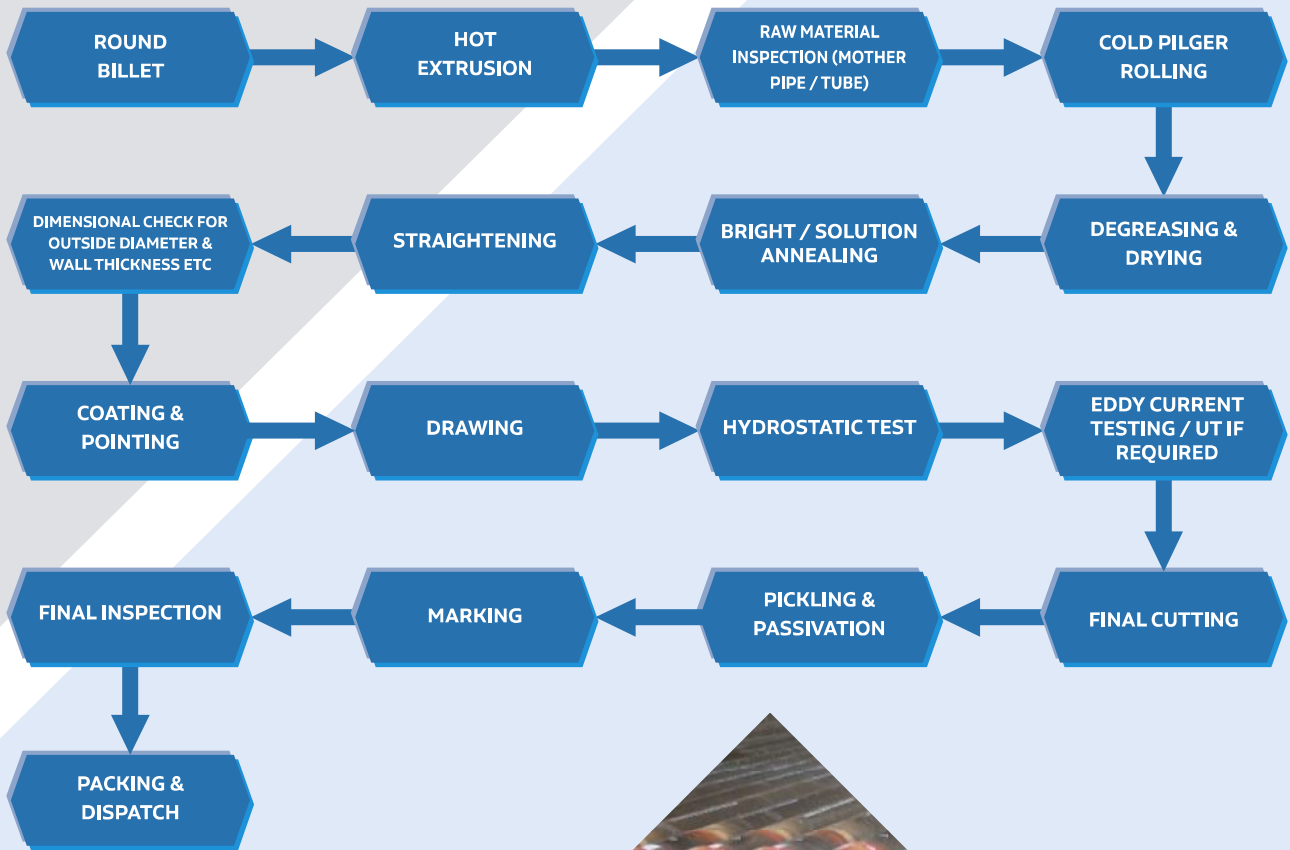 ROUND
BILLET
HOT
EXTRUSION
RAW MATERIAL
INSPECTION (MOTHER
PIPE / TUBE)
COLD PILGER
ROLLING
DEGREASING &
DRYING
BRIGHT / SOLUTION
ANNEALING
STRAIGHTENING
DIMENSIONAL CHECK FOR
OUTSIDE DIAMETER &
WALL THICKNESS ETC
COATING &
POINTING
DRAWING
HYDROSTATIC TEST
EDDY CURRENT
TESTING / UT IF
REQUIRED
FINAL CUTTING
PICKLING &
PASSIVATION
MARKING
FINAL INSPECTION
PACKING &
DISPATCH